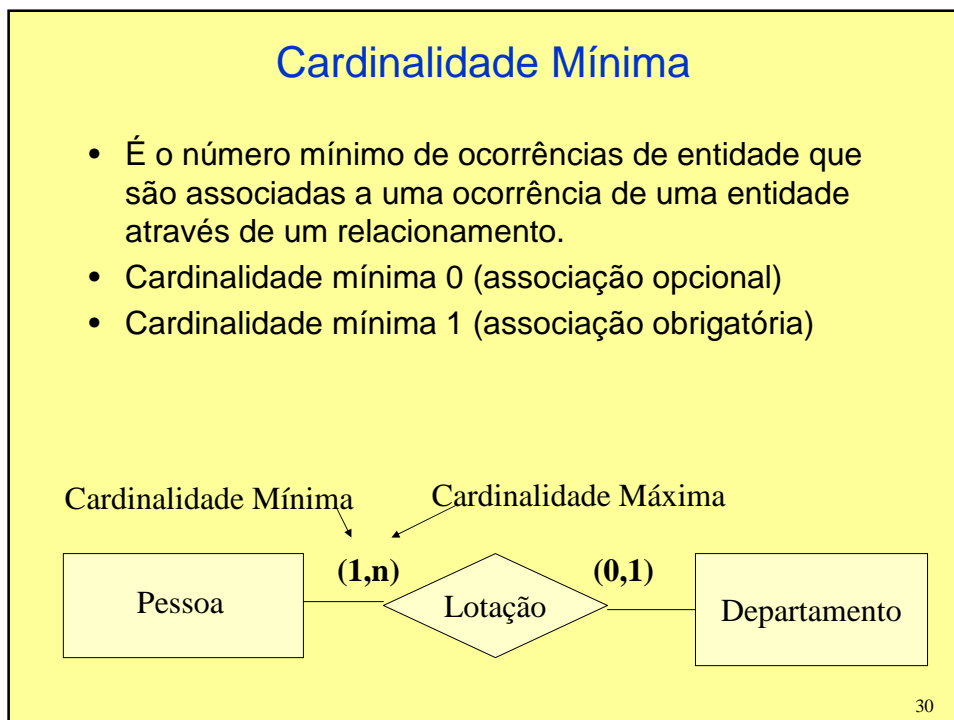 Cardinalidade Mínima
• É o número mínimo de ocorrências de entidade que
são associadas a uma ocorrência de uma entidade
através de um relacionamento.
• Cardinalidade mínima 0 (associação opcional)
• Cardinalidade mínima 1 (associação obrigatória)
Cardinalidade Mínima
Cardinalidade Máxima
(1,n)
(0,1)
Pessoa
Lotação
Departamento
30